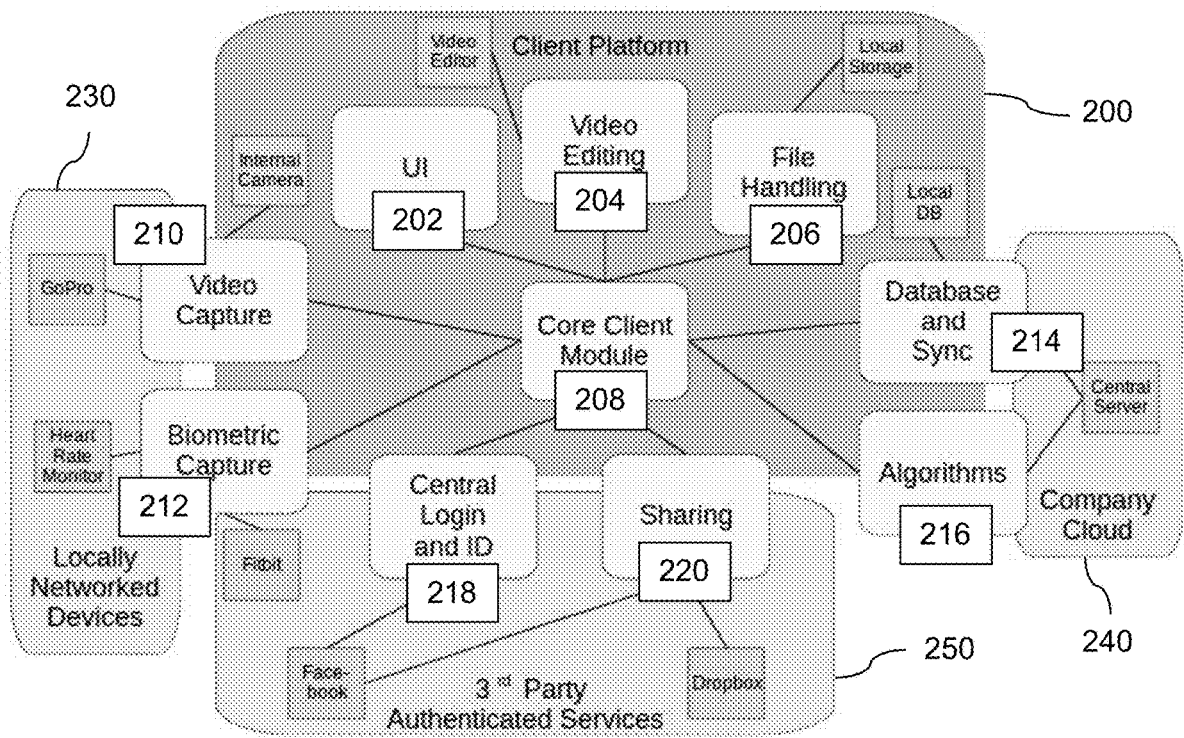 Client Platform
Video
Editor
Local
Storage
230
200
Internal
Camera
UI
202
Video
Editing
204
File
Handling
206
Local
DB
210
GoPro
Video
Capture
Core Client
Module
208
Database
and
Sync
214
Central
Server
Heart
Rate
Monitor
Biometric
Capture
212
Central
Login
and ID
218
Sharing
220
Algorithms
216
Company
Cloud
Locally
Networked
Devices
Fitbit
240
250
Face-
book
3 rd Party
Authenticated Services
Dropbox